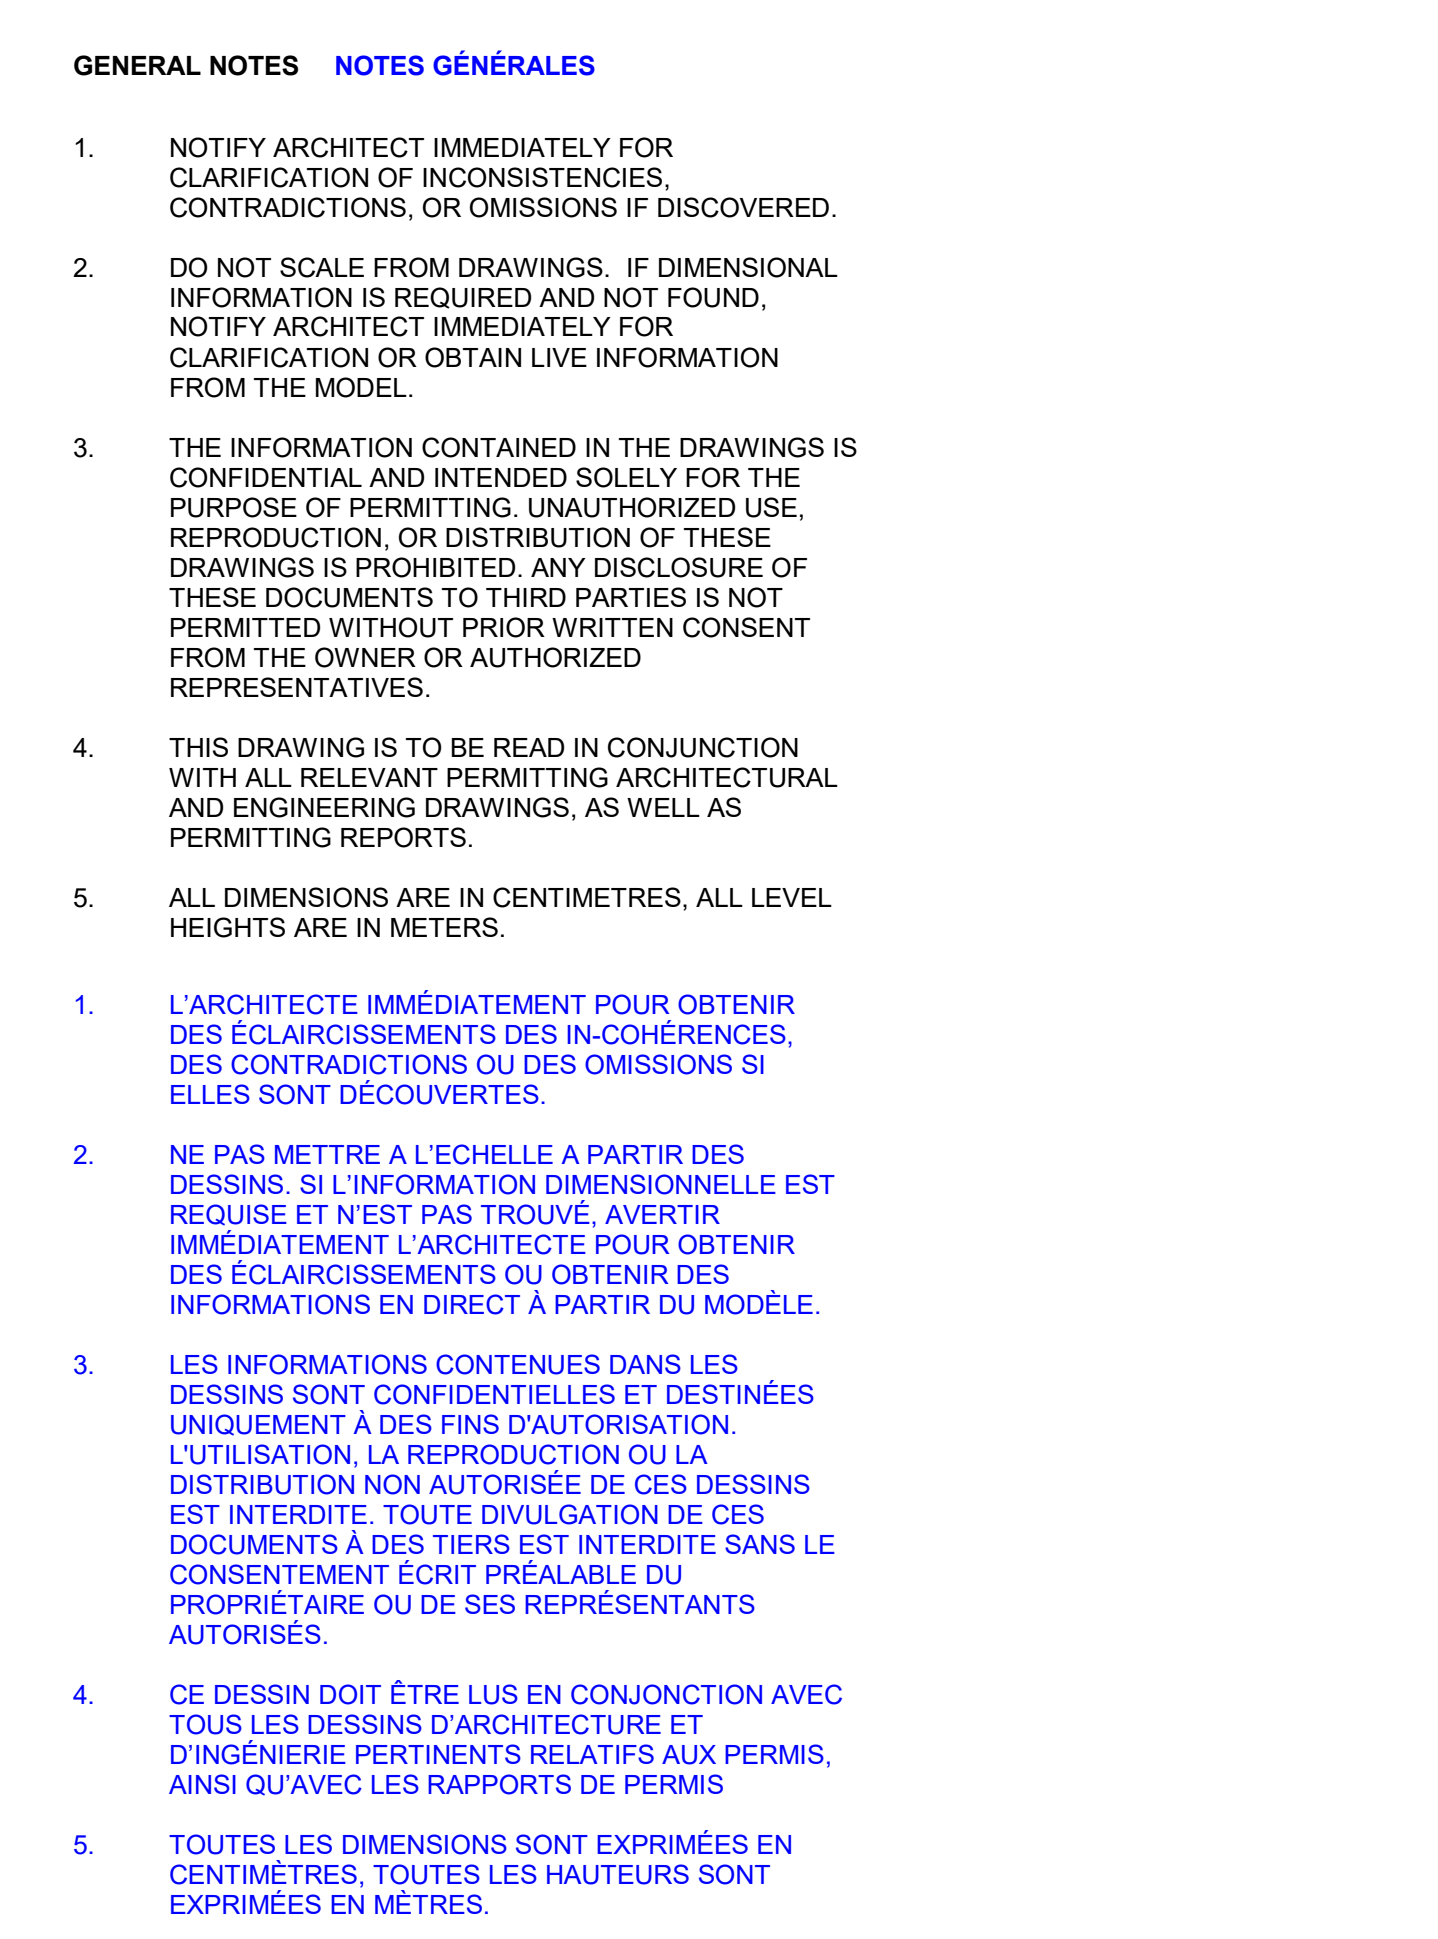 GENERAL NOTES NOTES GÉNÉRALES
1. NOTIFY ARCHITECT IMMEDIATELY FOR
CLARIFICATION OF INCONSISTENCIES,
CONTRADICTIONS, OR OMISSIONS IF DISCOVERED.
2. DO NOT SCALE FROM DRAWINGS. IF DIMENSIONAL
INFORMATION IS REQUIRED AND NOT FOUND,
NOTIFY ARCHITECT IMMEDIATELY FOR
CLARIFICATION OR OBTAIN LIVE INFORMATION
FROM THE MODEL.
3. THE INFORMATION CONTAINED IN THE DRAWINGS IS
CONFIDENTIAL AND INTENDED SOLELY FOR THE
PURPOSE OF PERMITTING. UNAUTHORIZED USE,
REPRODUCTION, OR DISTRIBUTION OF THESE
DRAWINGS IS PROHIBITED. ANY DISCLOSURE OF
THESE DOCUMENTS TO THIRD PARTIES IS NOT
PERMITTED WITHOUT PRIOR WRITTEN CONSENT
FROM THE OWNER OR AUTHORIZED
REPRESENTATIVES.
4. THIS DRAWING IS TO BE READ IN CONJUNCTION
WITH ALL RELEVANT PERMITTING ARCHITECTURAL
AND ENGINEERING DRAWINGS, AS WELL AS
PERMITTING REPORTS.
5. ALL DIMENSIONS ARE IN CENTIMETRES, ALL LEVEL
HEIGHTS ARE IN METERS.
1. L’ARCHITECTE IMMÉDIATEMENT POUR OBTENIR
DES ÉCLAIRCISSEMENTS DES IN-COHÉRENCES,
DES CONTRADICTIONS OU DES OMISSIONS SI
ELLES SONT DÉCOUVERTES.
2. NE PAS METTRE A L’ECHELLE A PARTIR DES
DESSINS. SI L’INFORMATION DIMENSIONNELLE EST
REQUISE ET N’EST PAS TROUVÉ, AVERTIR
IMMÉDIATEMENT L’ARCHITECTE POUR OBTENIR
DES ÉCLAIRCISSEMENTS OU OBTENIR DES
INFORMATIONS EN DIRECT À PARTIR DU MODÈLE.
3. LES INFORMATIONS CONTENUES DANS LES
DESSINS SONT CONFIDENTIELLES ET DESTINÉES
UNIQUEMENT À DES FINS D'AUTORISATION.
L'UTILISATION, LA REPRODUCTION OU LA
DISTRIBUTION NON AUTORISÉE DE CES DESSINS
EST INTERDITE. TOUTE DIVULGATION DE CES
DOCUMENTS À DES TIERS EST INTERDITE SANS LE
CONSENTEMENT ÉCRIT PRÉALABLE DU
PROPRIÉTAIRE OU DE SES REPRÉSENTANTS
AUTORISÉS.
4. CE DESSIN DOIT ÊTRE LUS EN CONJONCTION AVEC
TOUS LES DESSINS D’ARCHITECTURE ET
D’INGÉNIERIE PERTINENTS RELATIFS AUX PERMIS,
AINSI QU’AVEC LES RAPPORTS DE PERMIS
5. TOUTES LES DIMENSIONS SONT EXPRIMÉES EN
CENTIMÈTRES, TOUTES LES HAUTEURS SONT
EXPRIMÉES EN MÈTRES.